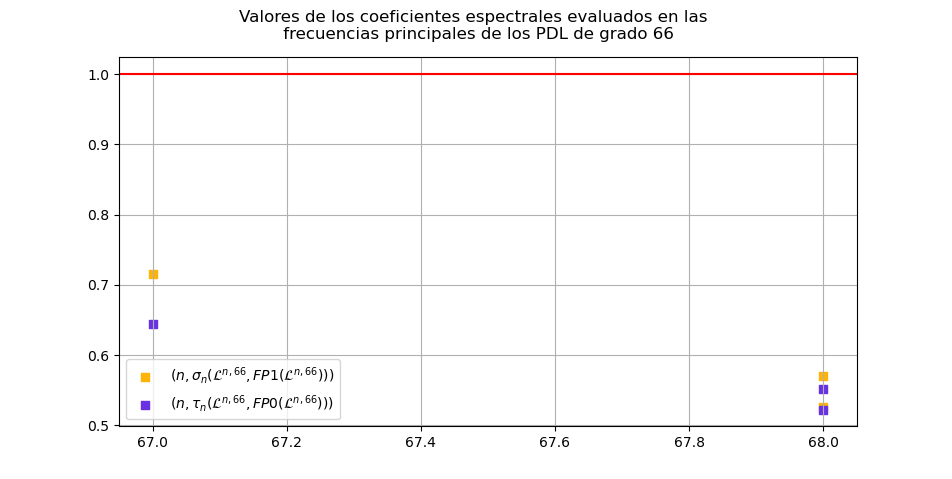 Valores de los coeficientes espectrales evaluados en las
frecuencias principales de los PDL de grado 66
1.0
0.9
0.8
0.7
0.6
0.5
(n, σₙ(ℒⁿ,⁶⁶, FP1(ℒⁿ,⁶⁶)))
(n, τₙ(ℒⁿ,⁶⁶, FP0(ℒⁿ,⁶⁶)))
67.0 67.2 67.4 67.6 67.8 68.0